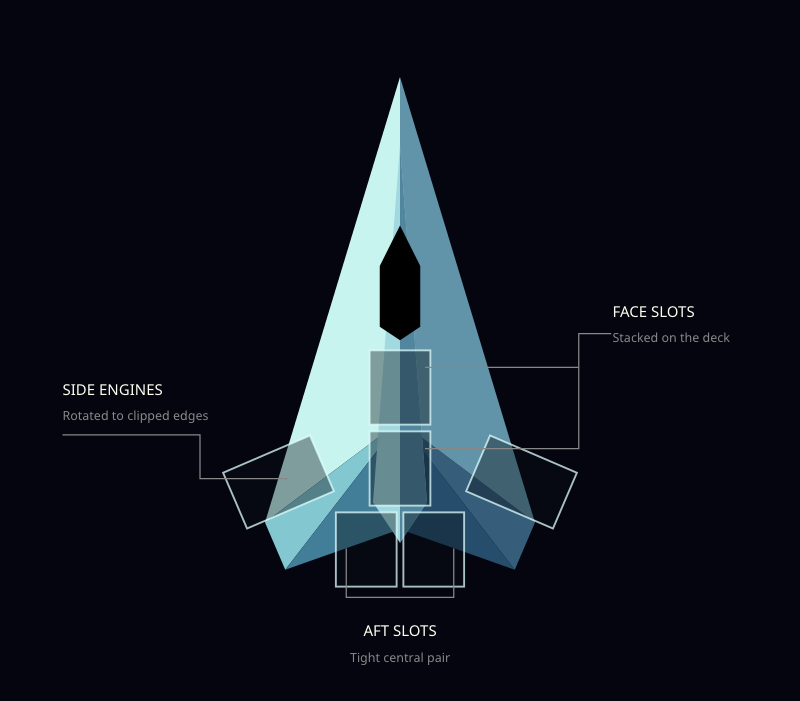 FACE SLOTS
Stacked on the deck
SIDE ENGINES
Rotated to clipped edges
AFT SLOTS
Tight central pair